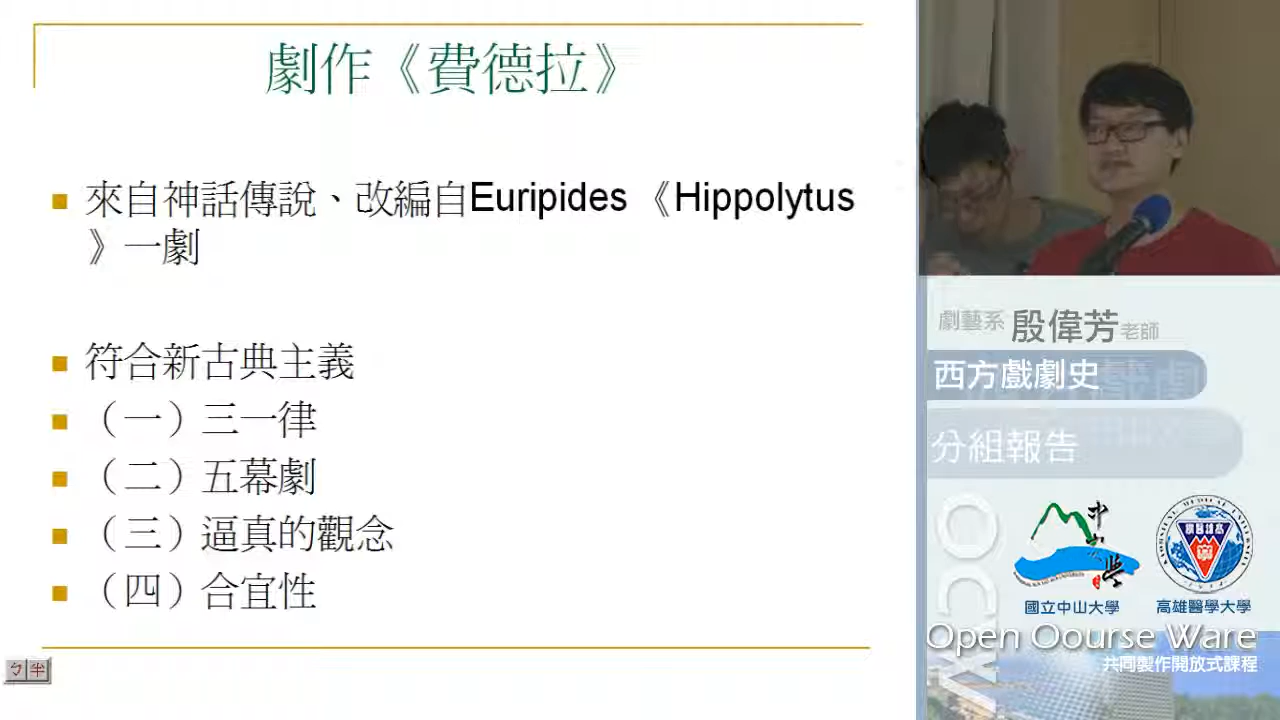 劇作《費德拉》
來自神話傳說、改編自Euripides 《Hippolytus
》一劇
符合新古典主義
（一）三一律
（二）五幕劇
（三）逼真的觀念
（四）合宜性
ㄅ半
劇藝系 殷偉芳老師
西方戲劇史
分組報告
OCW
國立中山大學
高雄醫學大學
Open Oourse Ware
共同製作開放式課程